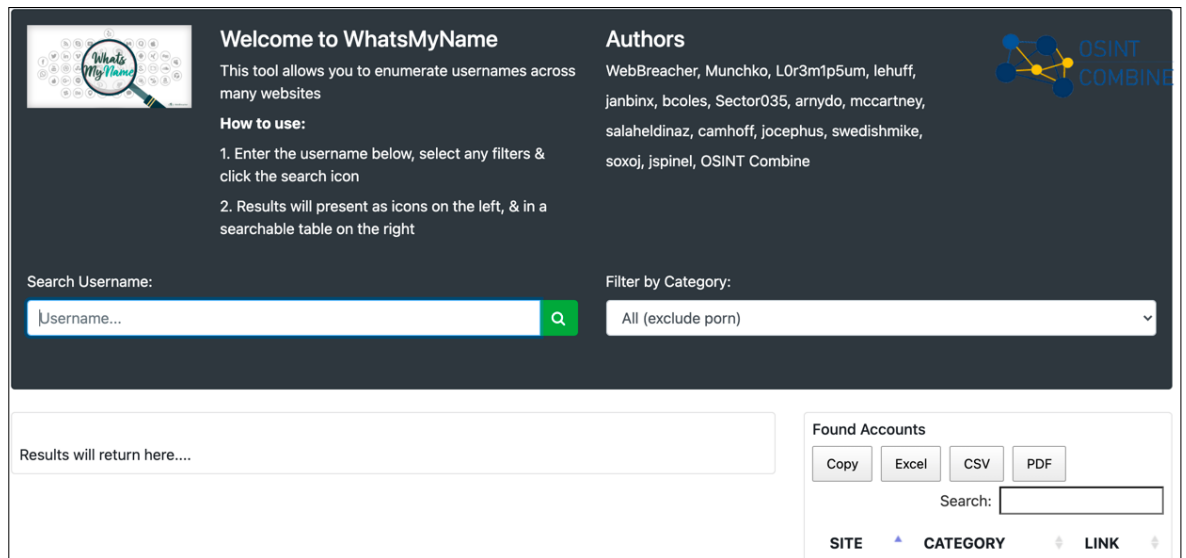 Whats
My Name
Welcome to WhatsMyName
This tool allows you to enumerate usernames across
many websites
How to use:
1. Enter the username below, select any filters &
click the search icon
2. Results will present as icons on the left, & in a
searchable table on the right
Authors
WebBreacher, Munchko, L0r3m1p5um, lehuff,
janbinx, bcoles, Sector035, arnydo, mccartney,
salaheldinaz, camhoff, jocephus, swedishmike,
soxoj, jspinel, OSINT Combine
OSINT
COMBINE
Search Username:
Username...
Filter by Category:
All (exclude porn)
Results will return here....
Found Accounts
Copy Excel CSV PDF
Search:
SITE CATEGORY LINK